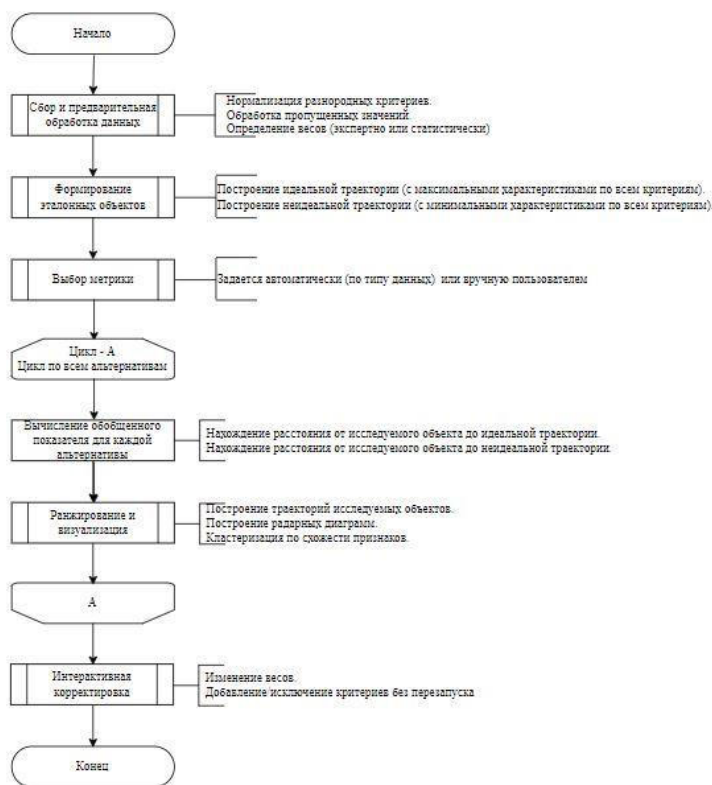 Начало
Сбор и предварительная
обработка данных
Нормализация разнородных критериев.
Обработка пропущенных значений.
Определение весов (экспертно или статистически)
Формирование
эталонных объектов
Построение идеальной траектории (с максимальными характеристиками по всем критериям).
Построение неидеальной траектории (с минимальными характеристиками по всем критериям)
Выбор метрики
Задается автоматически (по типу данных) или вручную пользователем
Цикл - А
Цикл по всем альтернативам
Вычисление обобщенного
показателя для каждой
альтернативы
Нахождение расстояния от исследуемого объекта до идеальной траектории.
Нахождение расстояния от исследуемого объекта до неидеальной траектории
Ранжирование и
визуализация
Построение траекторий исследуемых объектов.
Построение радарных диаграмм.
Кластеризация по схожести признаков.
А
Интерактивная
корректировка
Изменение весов.
Добавление исключение критериев без перезапуска
Конец